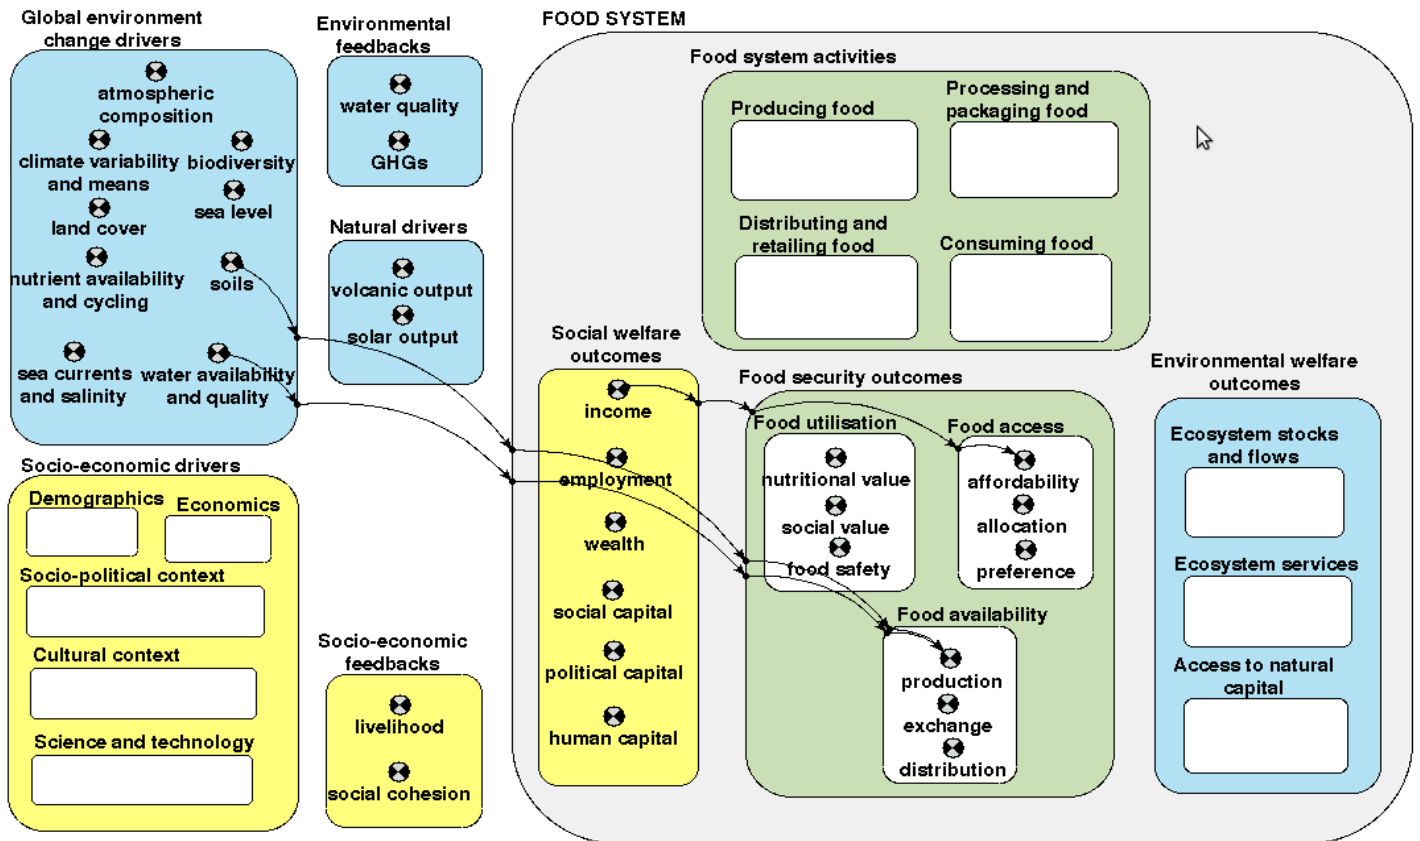 Global environment
change drivers
atmospheric
composition
climate variability
and means
biodiversity
sea level
land cover
nutrient availability
and cycling
soils
sea currents
and salinity
water availability
and quality
Environmental
feedbacks
water quality
GHGs
Natural drivers
volcanic output
solar output
Socio-economic drivers
Demographics
Economics
Socio-political context
Cultural context
Science and technology
Socio-economic
feedbacks
livelihood
social cohesion
FOOD SYSTEM
Food system activities
Producing food
Processing and
packaging food
Distributing and
retailing food
Consuming food
Social welfare
outcomes
income
employment
wealth
social capital
political capital
human capital
Food security outcomes
Food utilisation
nutritional value
social value
food safety
Food access
affordability
allocation
preference
Food availability
production
exchange
distribution
Environmental welfare
outcomes
Ecosystem stocks
and flows
Ecosystem services
Access to natural
capital